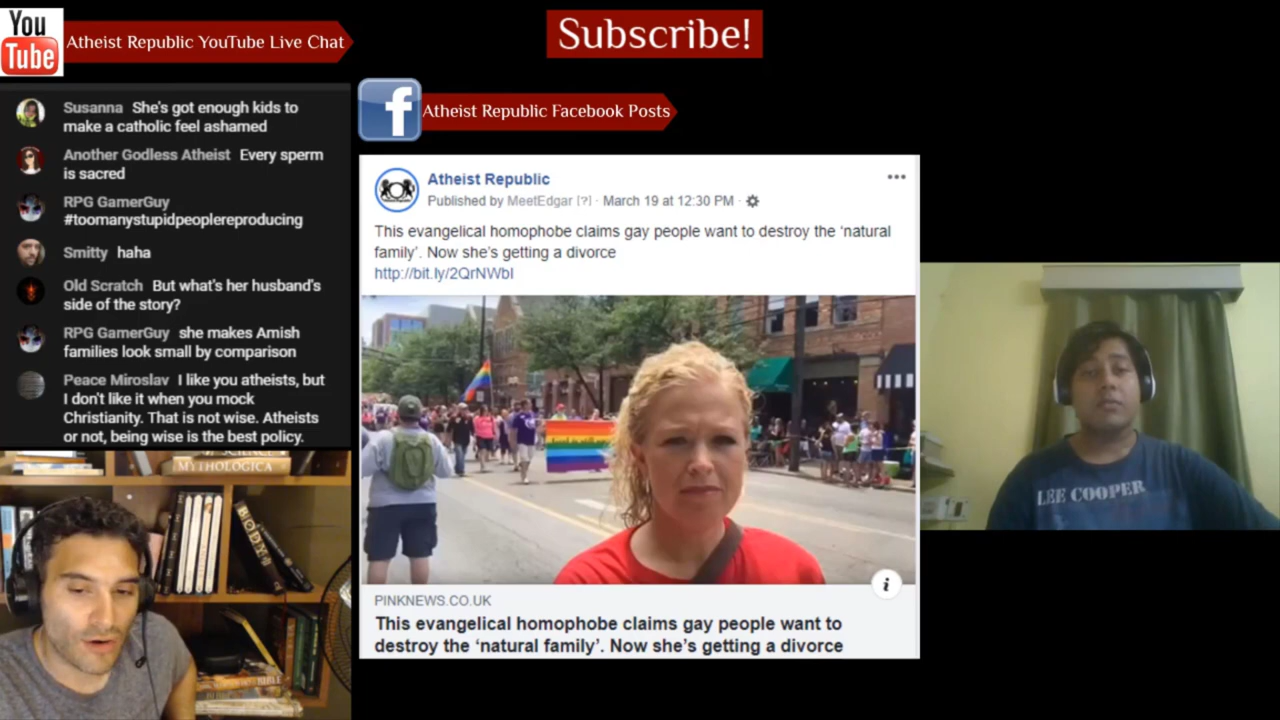 You
Tube
Atheist Republic YouTube Live Chat
Subscribe!
Susanna She's got enough kids to
make a catholic feel ashamed
Another Godless Atheist Every sperm
is sacred
RPG GamerGuy
#toomanystupidpeoplereproducing
Smitty haha
Old Scratch But what's her husband's
side of the story?
RPG GamerGuy she makes Amish
families look small by comparison
Peace Miroslav I like you atheists, but
I don't like it when you mock
Christianity. That is not wise. Atheists
or not, being wise is the best policy.
f
Atheist Republic Facebook Posts
Atheist Republic
Published by MeetEdgar [?] · March 19 at 12:30 PM ·
This evangelical homophobe claims gay people want to destroy the ‘natural
family’. Now she’s getting a divorce
http://bit.ly/2QrNWbI
i
PINKNEWS.CO.UK
This evangelical homophobe claims gay people want to
destroy the ‘natural family’. Now she’s getting a divorce
MYTHOLOGICA
BODY
BIBLE
LEE COOPER